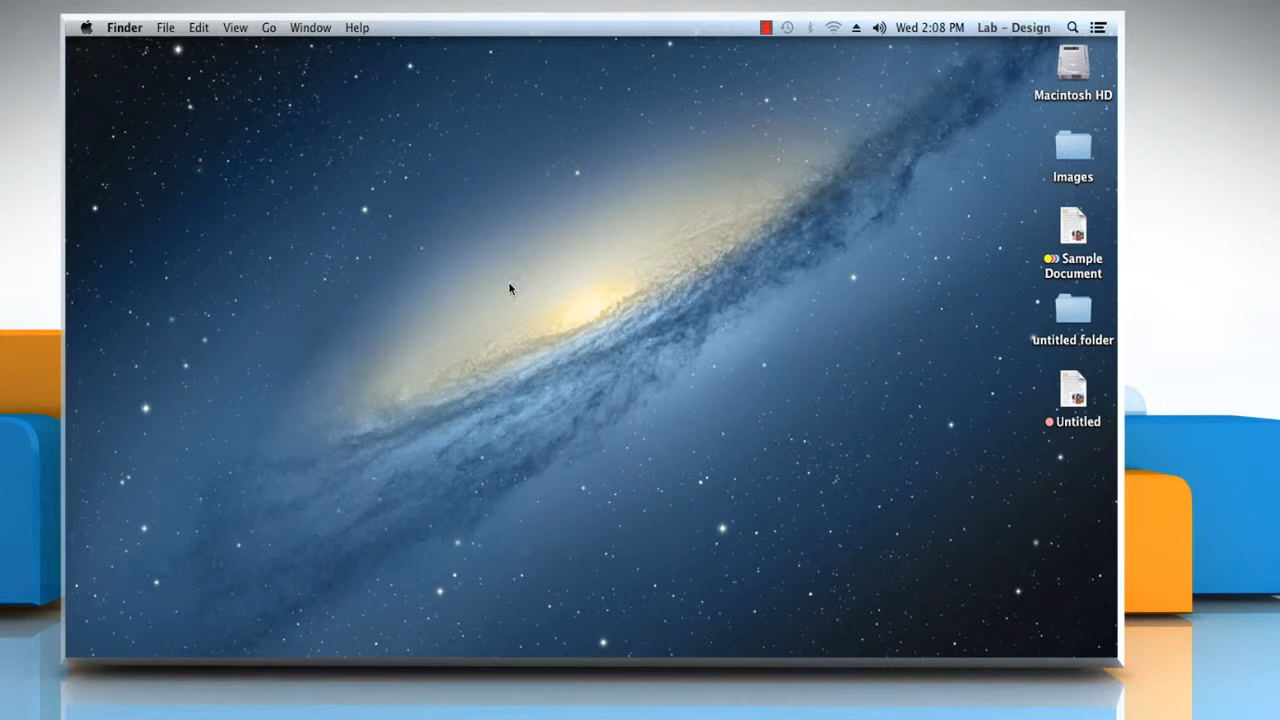 Finder File Edit View Go Window Help Wed 2:08 PM Lab - Design
Macintosh HD
Images
Sample
Document
untitled folder
Untitled